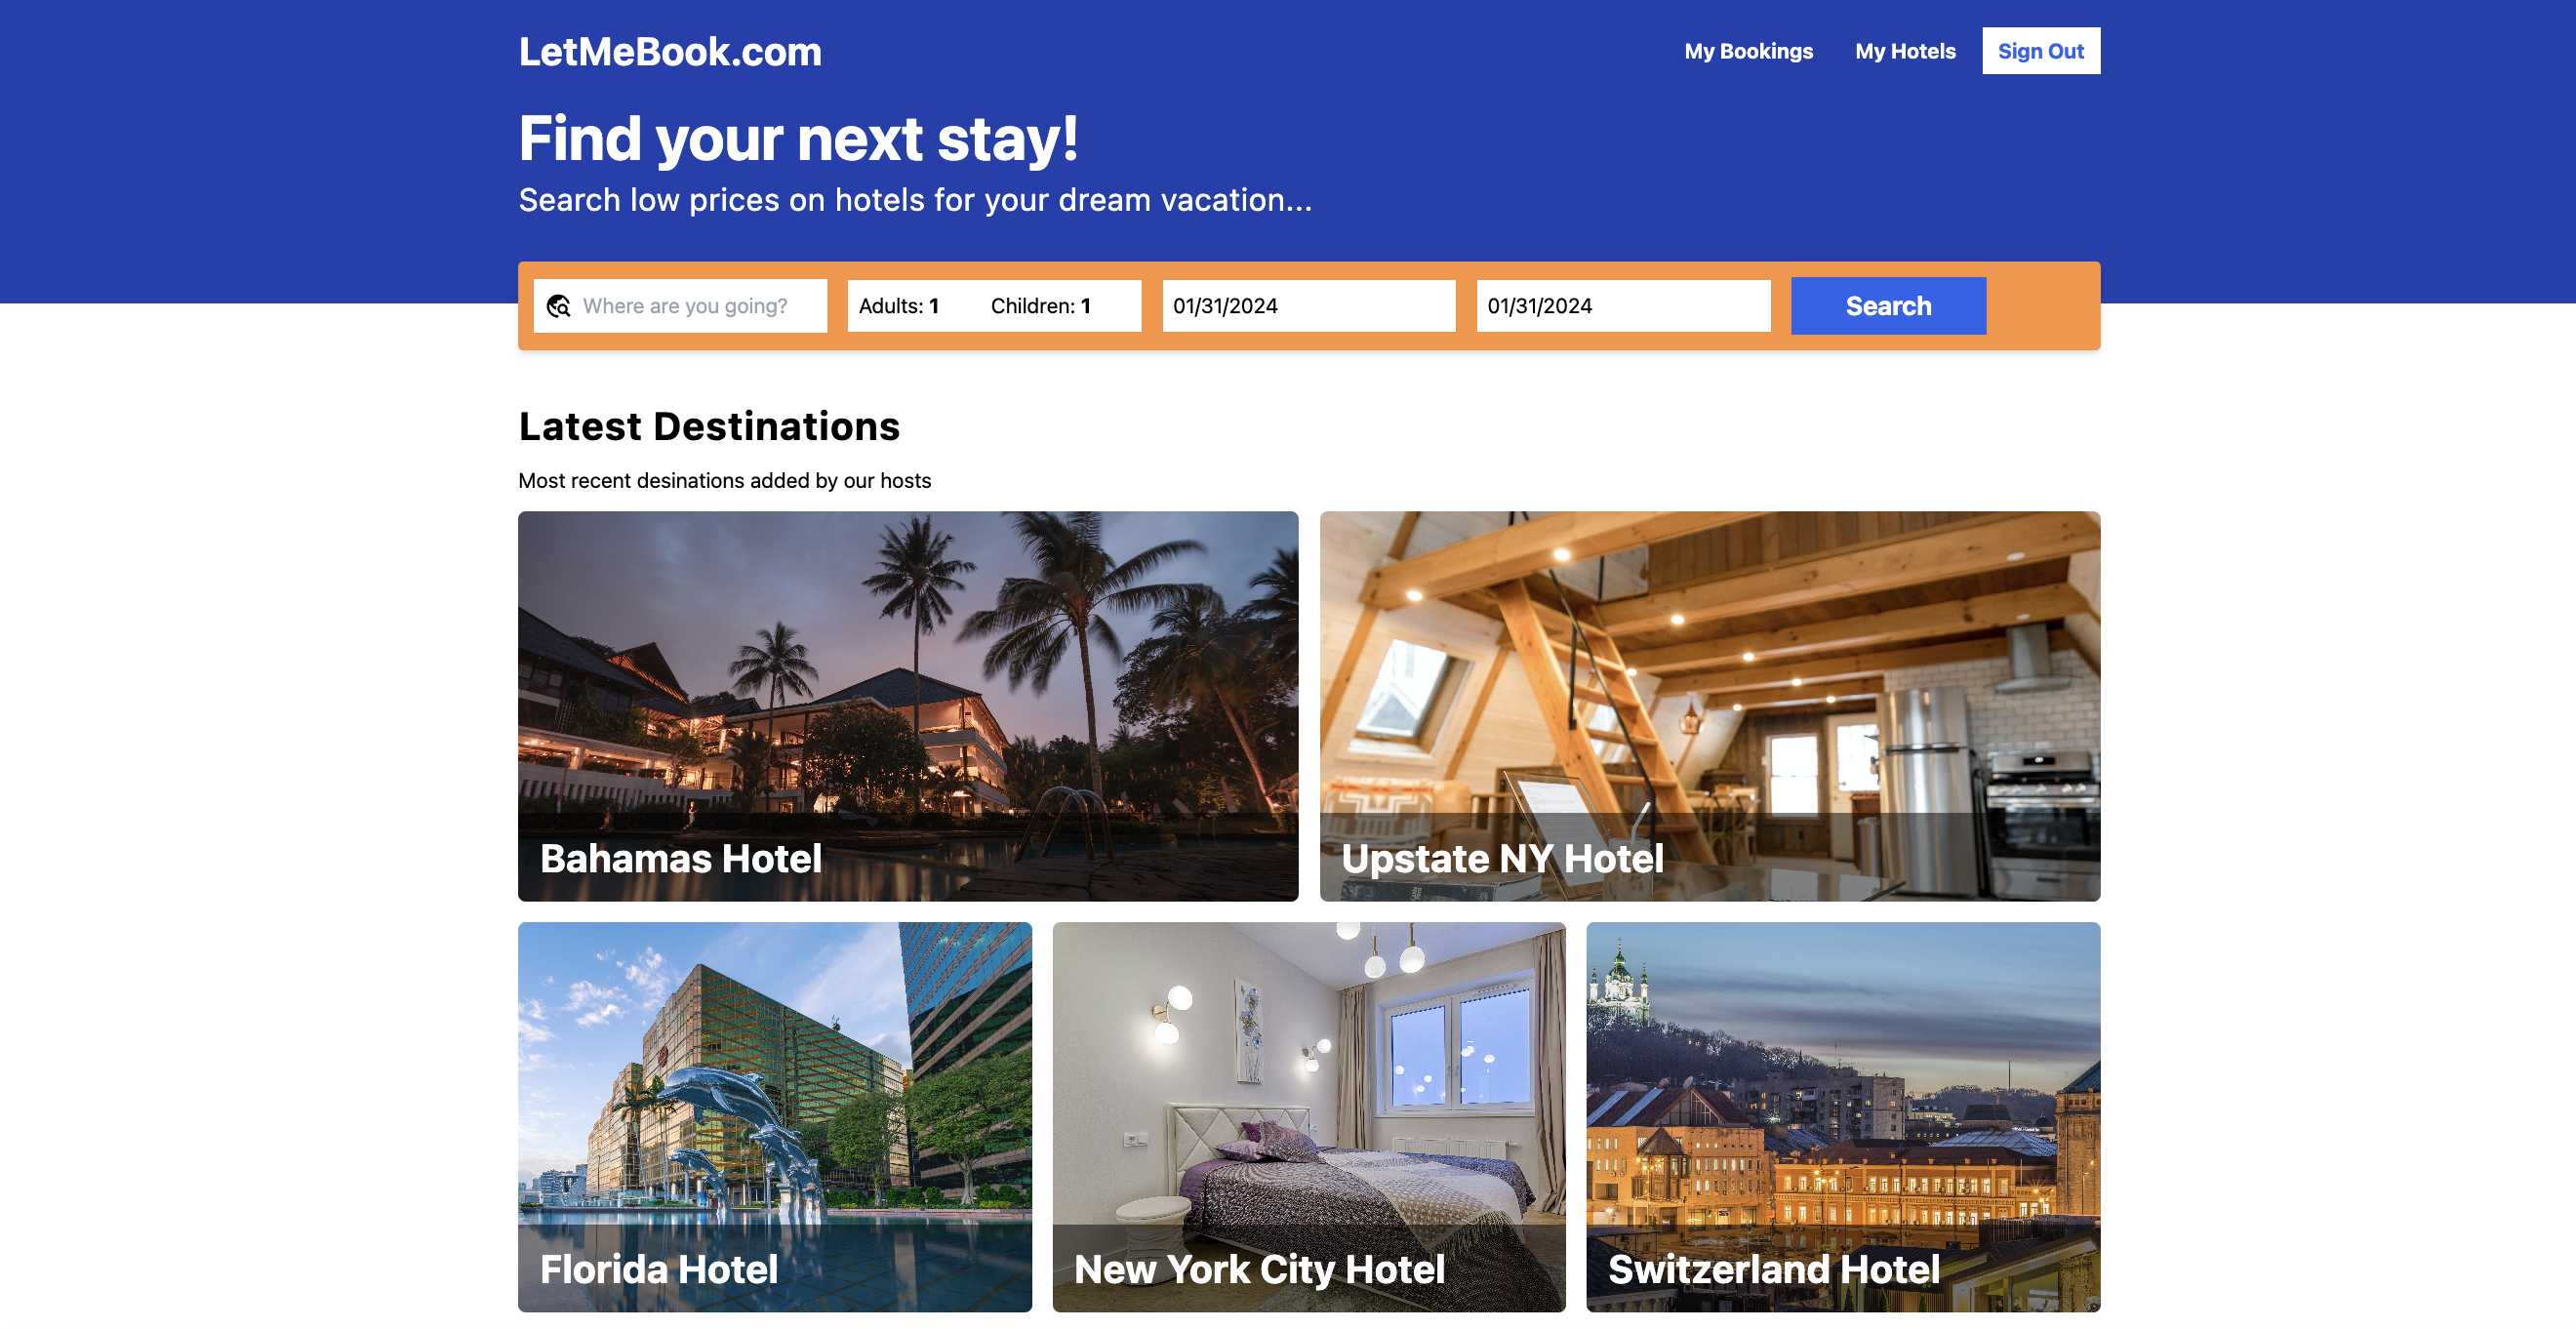 LetMeBook.com
My Bookings
My Hotels
Sign Out
Find your next stay!
Search low prices on hotels for your dream vacation...
Where are you going?
Adults: 1
Children: 1
01/31/2024
01/31/2024
Search
Latest Destinations
Most recent desinations added by our hosts
Bahamas Hotel
Upstate NY Hotel
Florida Hotel
New York City Hotel
Switzerland Hotel